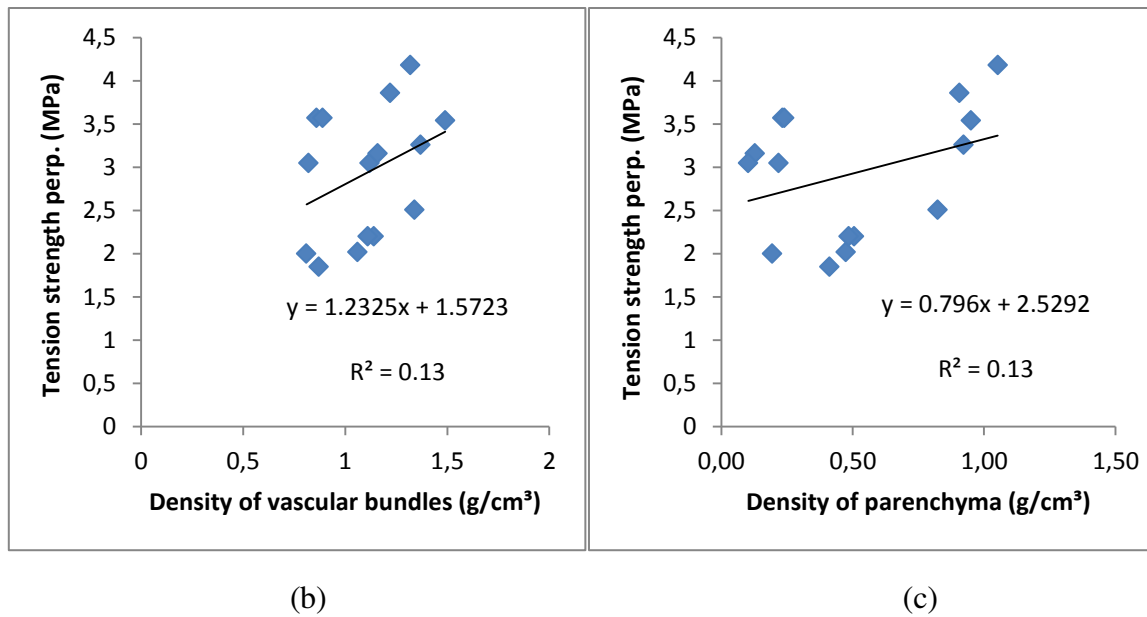 Tension strength perp. (MPa)
4,5
4
3,5
3
2,5
2
1,5
1
0,5
0
y = 1.2325x + 1.5723
R² = 0.13
0
0,5
1
1,5
2
Density of vascular bundles (g/cm³)
(b)
Tension strength perp. (MPa)
4,5
4
3,5
3
2,5
2
1,5
1
0,5
0
y = 0.796x + 2.5292
R² = 0.13
0,00
0,50
1,00
1,50
Density of parenchyma (g/cm³)
(c)